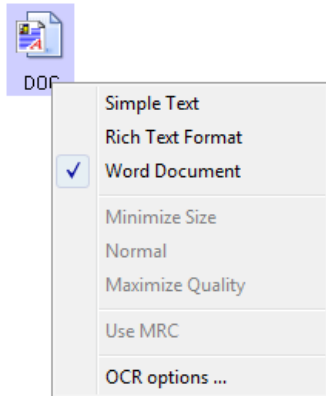 DOC
Simple Text
Rich Text Format
Word Document
Minimize Size
Normal
Maximize Quality
Use MRC
OCR options ...